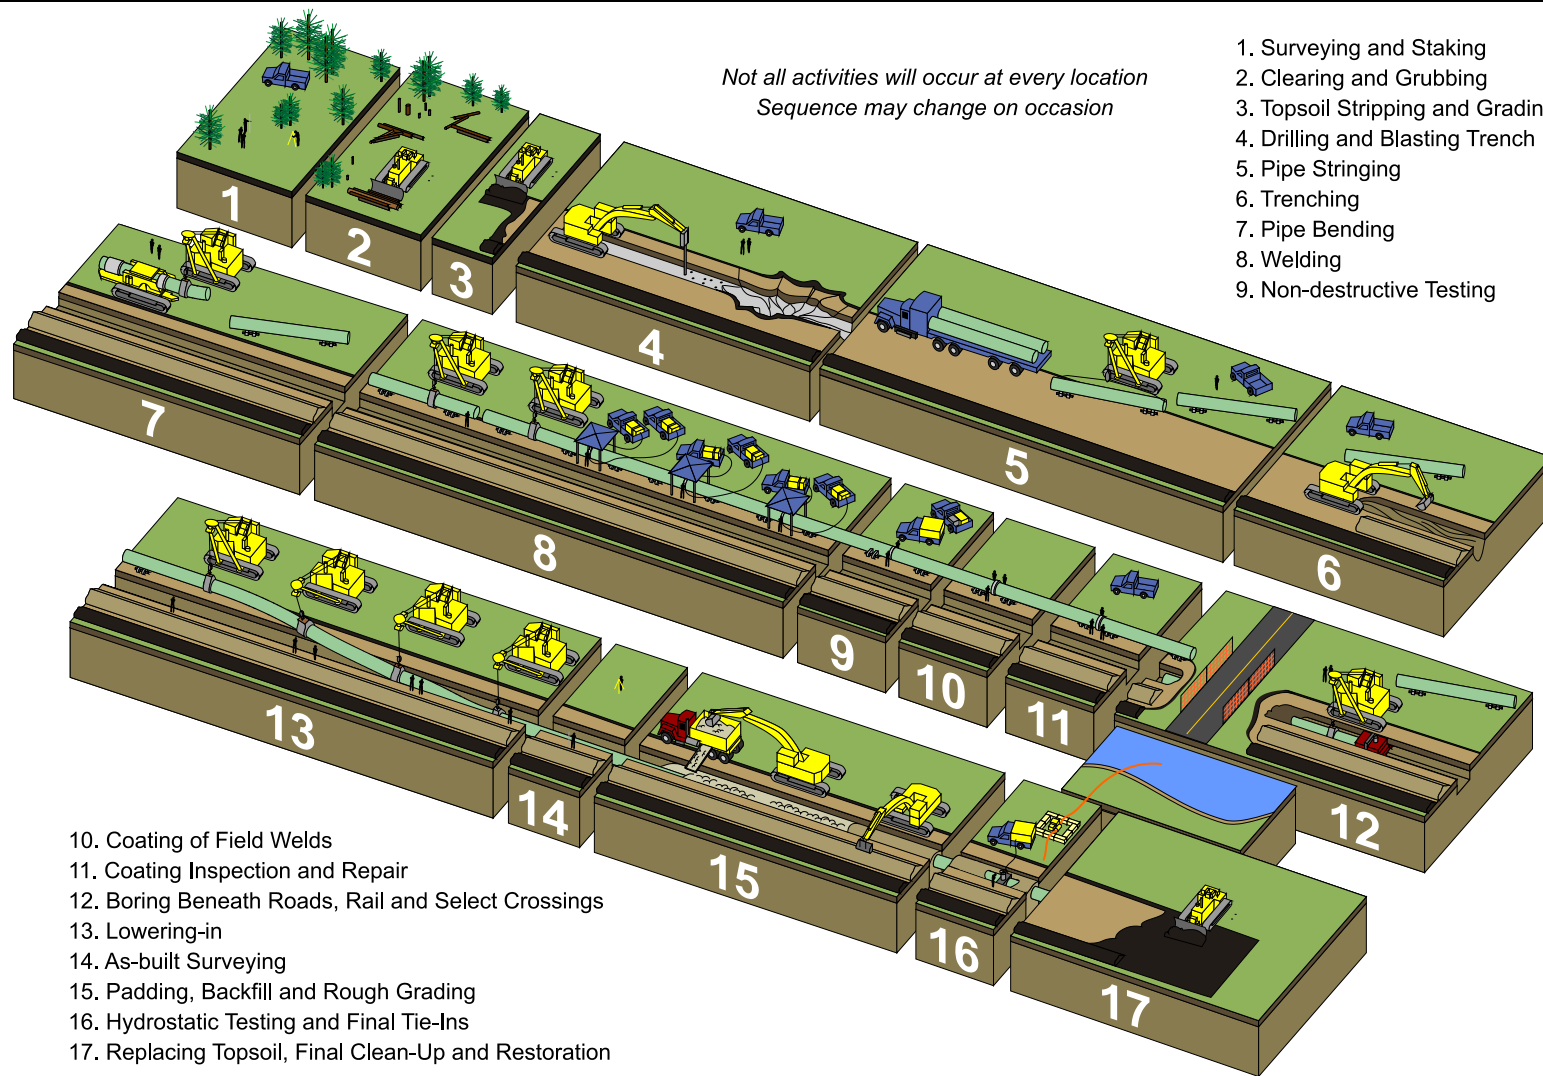 Not all activities will occur at every location
Sequence may change on occasion
1. Surveying and Staking
2. Clearing and Grubbing
3. Topsoil Stripping and Gradin
4. Drilling and Blasting Trench
5. Pipe Stringing
6. Trenching
7. Pipe Bending
8. Welding
9. Non-destructive Testing
1
2
3
4
5
6
7
8
9
10
11
12
13
14
15
16
17
10. Coating of Field Welds
11. Coating Inspection and Repair
12. Boring Beneath Roads, Rail and Select Crossings
13. Lowering-in
14. As-built Surveying
15. Padding, Backfill and Rough Grading
16. Hydrostatic Testing and Final Tie-Ins
17. Replacing Topsoil, Final Clean-Up and Restoration